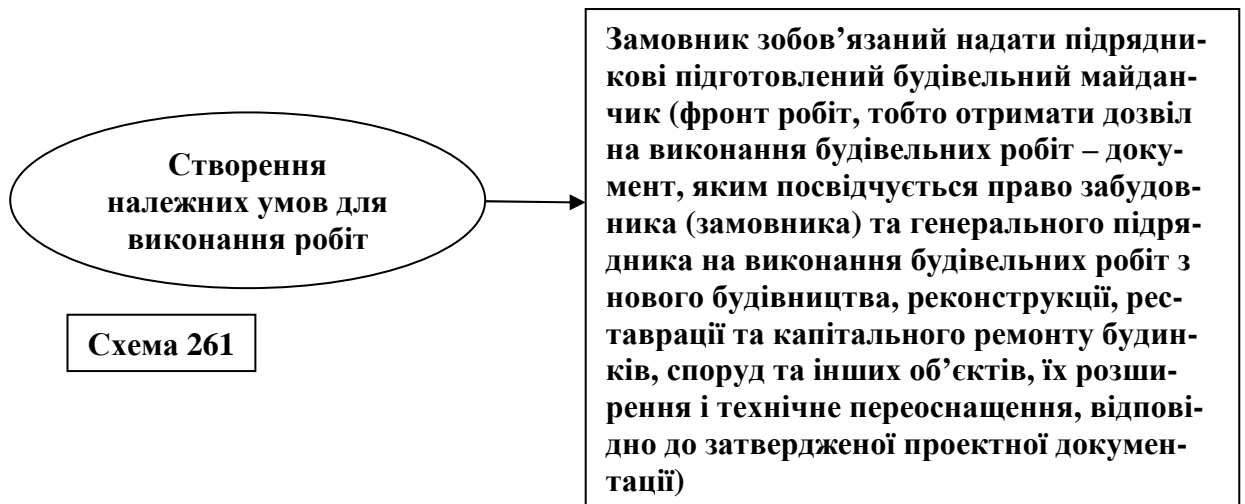 Створення
належних умов для
виконання робіт
Схема 261
Замовник зобов’язаний надати підрядни-
кові підготовлений будівельний майдан-
чик (фронт робіт, тобто отримати дозвіл
на виконання будівельних робіт – доку-
мент, яким посвідчується право забудов-
ника (замовника) та генерального підря-
дника на виконання будівельних робіт з
нового будівництва, реконструкції, рес-
таврації та капітального ремонту будин-
ків, споруд та інших об’єктів, їх розши-
рення і технічне переоснащення, відпові-
дно до затвердженої проектної докумен-
тації)